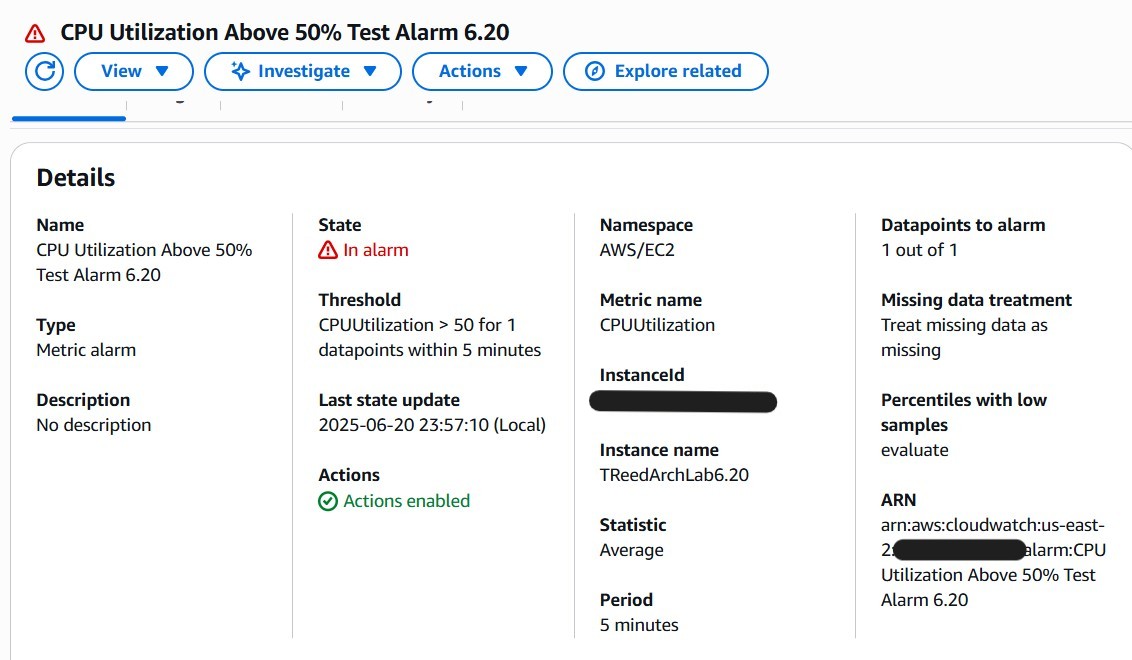 CPU Utilization Above 50% Test Alarm 6.20
View
Investigate
Actions
Explore related
Details
Name
CPU Utilization Above 50%
Test Alarm 6.20
Type
Metric alarm
Description
No description
State
In alarm
Threshold
CPUUtilization > 50 for 1
datapoints within 5 minutes
Last state update
2025-06-20 23:57:10 (Local)
Actions
Actions enabled
Namespace
AWS/EC2
Metric name
CPUUtilization
InstanceId
Instance name
TReedArchLab6.20
Statistic
Average
Period
5 minutes
Datapoints to alarm
1 out of 1
Missing data treatment
Treat missing data as
missing
Percentiles with low
samples
evaluate
ARN
arn:aws:cloudwatch:us-east-
2: alarm:CPU
Utilization Above 50% Test
Alarm 6.20